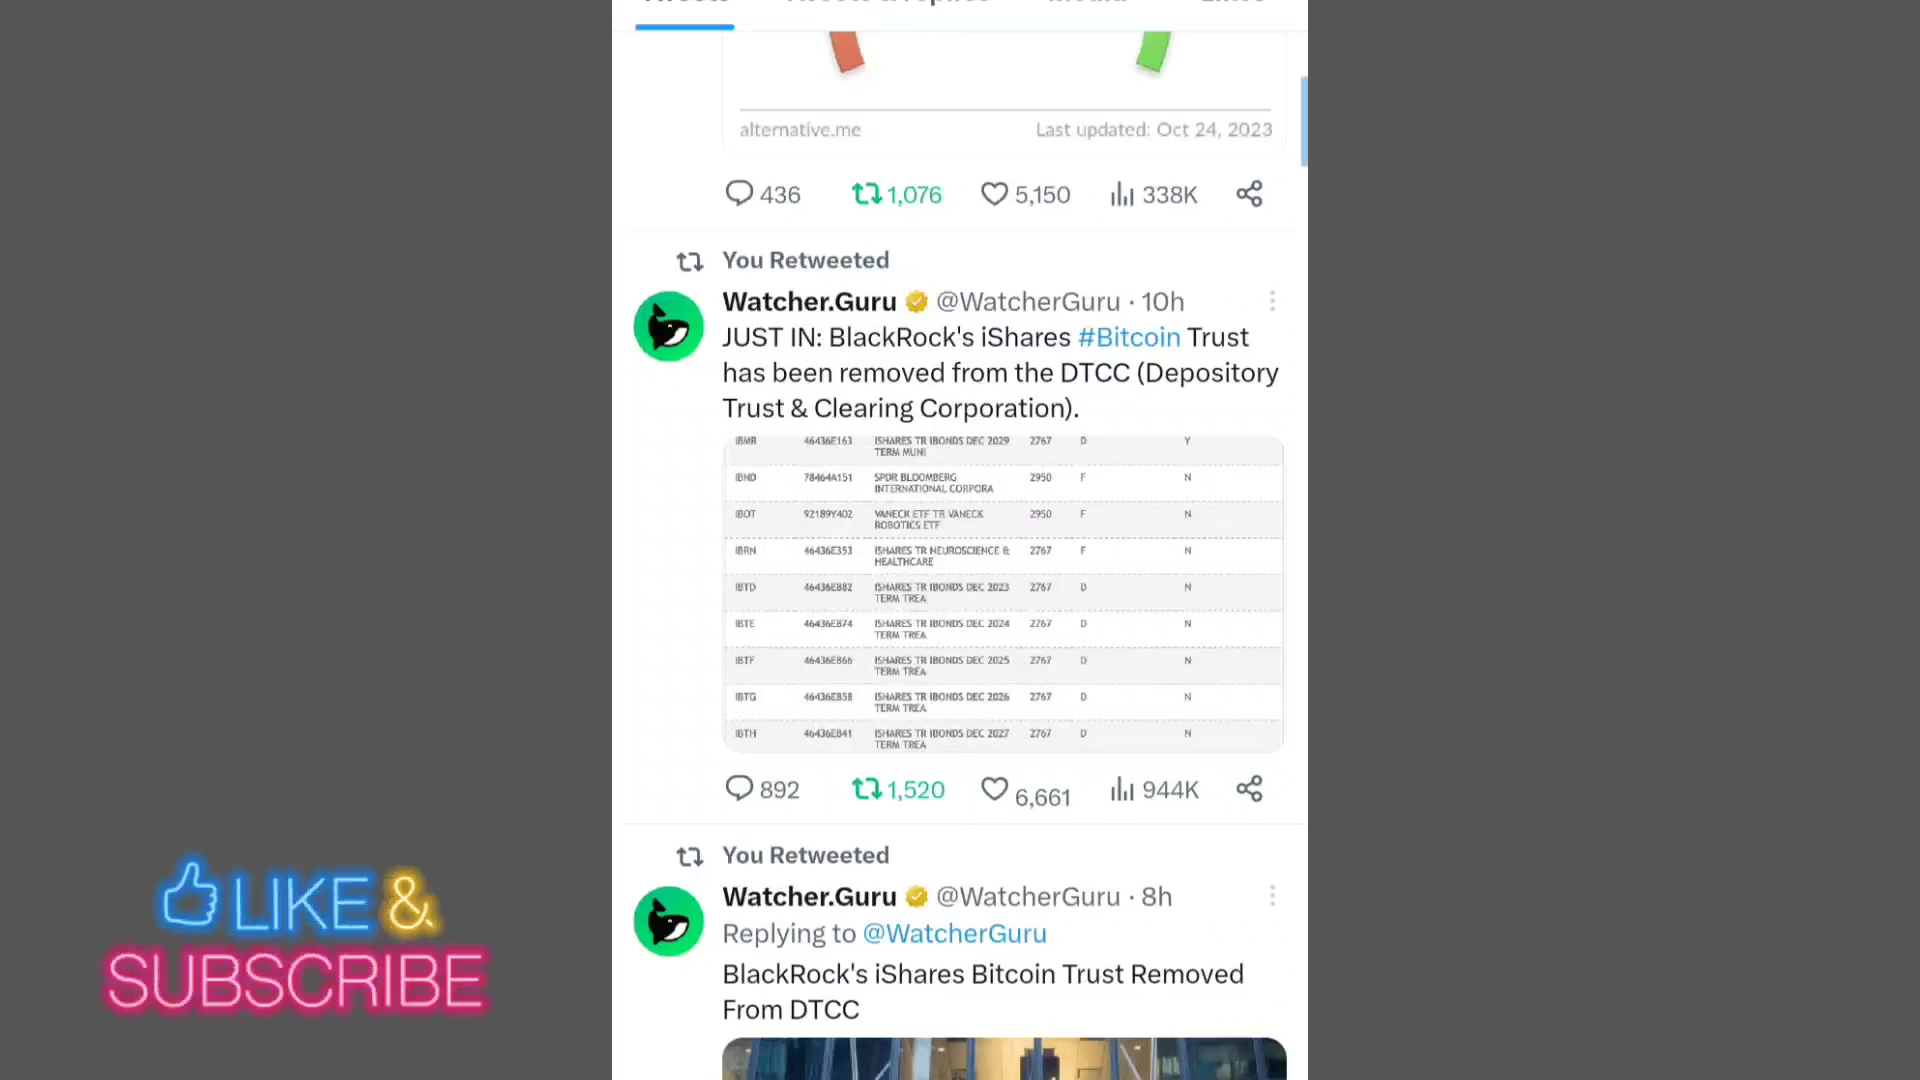 Tweets
alternative.me
Last updated: Oct 24, 2023
436 1,076 5,150 338K
You Retweeted
Watcher.Guru @WatcherGuru · 10h
JUST IN: BlackRock's iShares #Bitcoin Trust
has been removed from the DTCC (Depository
Trust & Clearing Corporation).
IBMR 46436E163 ISHARES TR IBONDS DEC 2029 2767 D Y
TERM MUNI
IBND 78464A151 SPDR BLOOMBERG 2950 F N
INTERNATIONAL CORPORA
IBOT 92189Y402 VANECK ETF TR VANECK 2950 F N
ROBOTICS ETF
IBRN 46436E353 ISHARES TR NEUROSCIENCE & 2767 F N
HEALTHCARE
IBTD 46436E882 ISHARES TR IBONDS DEC 2023 2767 D N
TERM TREA
IBTE 46436E874 ISHARES TR IBONDS DEC 2024 2767 D N
TERM TREA
IBTF 46436E866 ISHARES TR IBONDS DEC 2025 2767 D N
TERM TREA
IBTG 46436E858 ISHARES TR IBONDS DEC 2026 2767 D N
TERM TREA
IBTH 46436E841 ISHARES TR IBONDS DEC 2027 2767 D N
TERM TREA
892 1,520 6,661 944K
You Retweeted
Watcher.Guru @WatcherGuru · 8h
Replying to @WatcherGuru
BlackRock's iShares Bitcoin Trust Removed
From DTCC
LIKE &
SUBSCRIBE